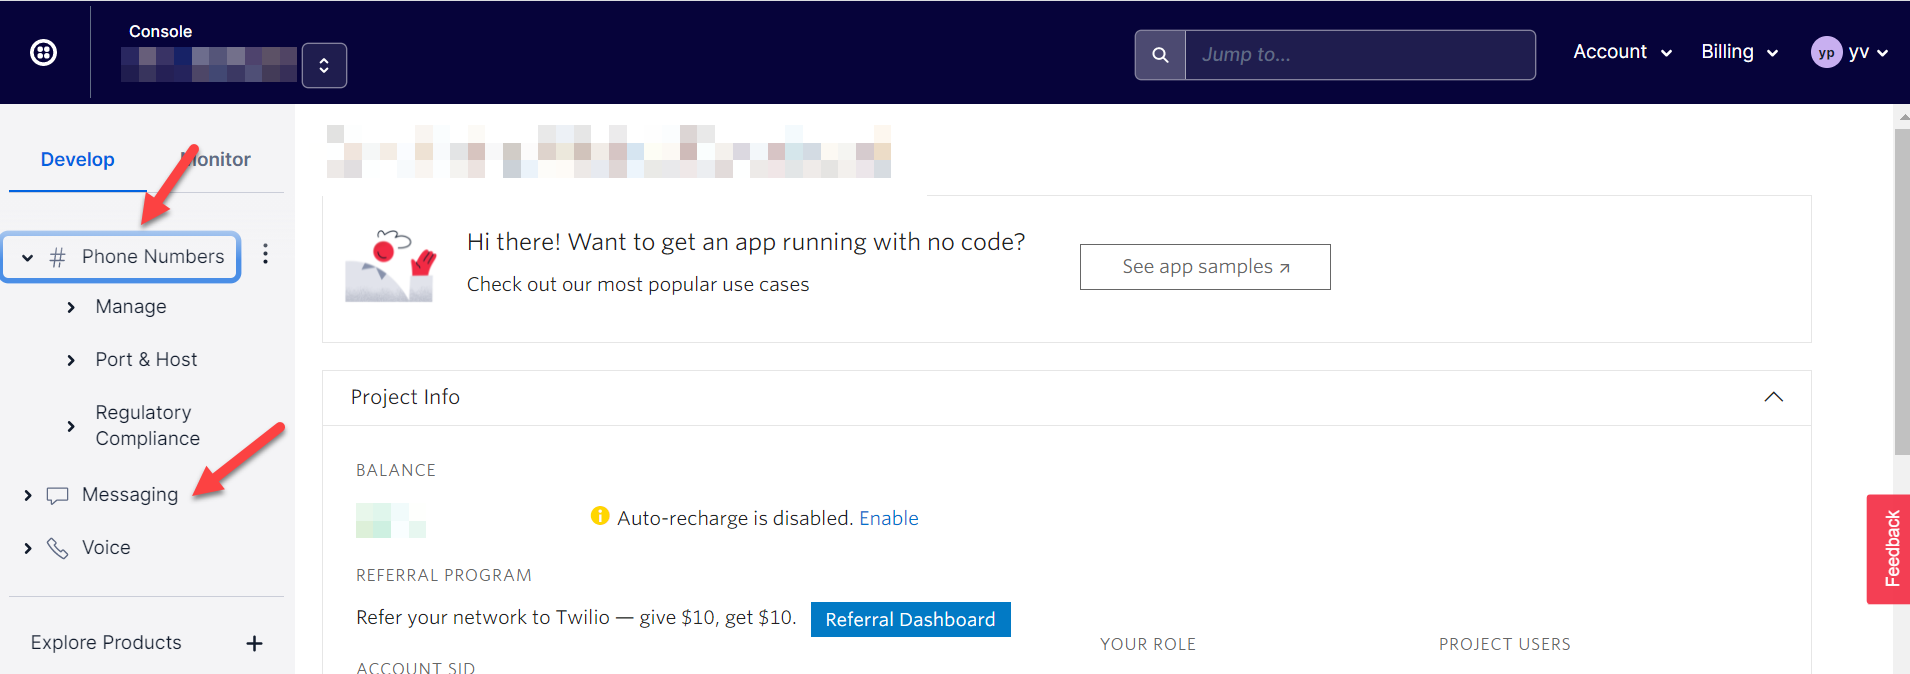 Console
Jump to...
Account
Billing
yp
yv
Develop
Monitor
Phone Numbers
Manage
Port & Host
Regulatory
Compliance
Messaging
Voice
Explore Products
Hi there! Want to get an app running with no code?
Check out our most popular use cases
See app samples
Project Info
BALANCE
Auto-recharge is disabled. Enable
REFERRAL PROGRAM
Refer your network to Twilio — give $10, get $10.
Referral Dashboard
YOUR ROLE
PROJECT USERS
ACCOUNT SID
Feedback